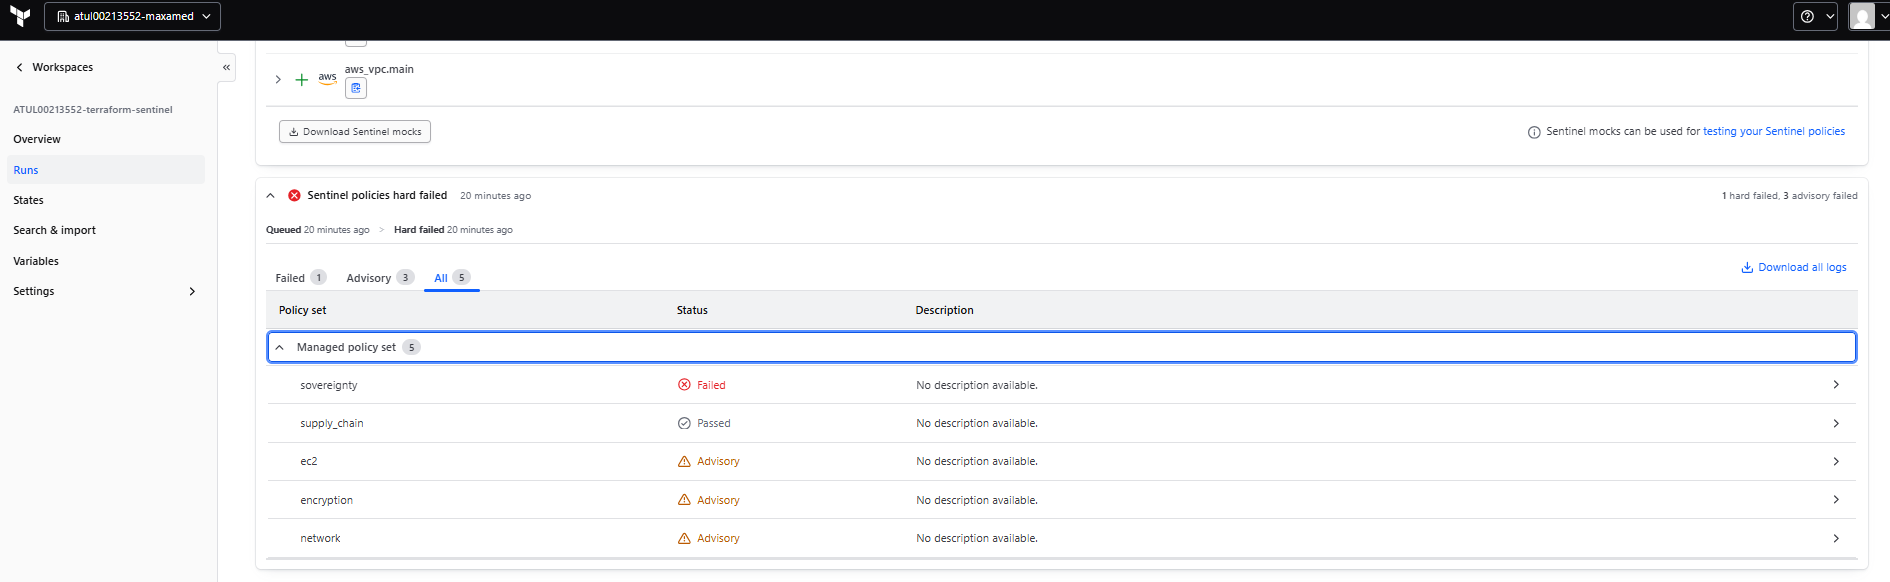 atul00213552-maxamed
Workspaces
«
ATUL00213552-terraform-sentinel
Overview
Runs
States
Search & import
Variables
Settings
aws aws_vpc.main
Download Sentinel mocks
Sentinel mocks can be used for testing your Sentinel policies
Sentinel policies hard failed 20 minutes ago 1 hard failed, 3 advisory failed
Queued 20 minutes ago > Hard failed 20 minutes ago
Failed 1 Advisory 3 All 5
Download all logs
Policy set Status Description
Managed policy set 5
sovereignty Failed No description available.
supply_chain Passed No description available.
ec2 Advisory No description available.
encryption Advisory No description available.
network Advisory No description available.